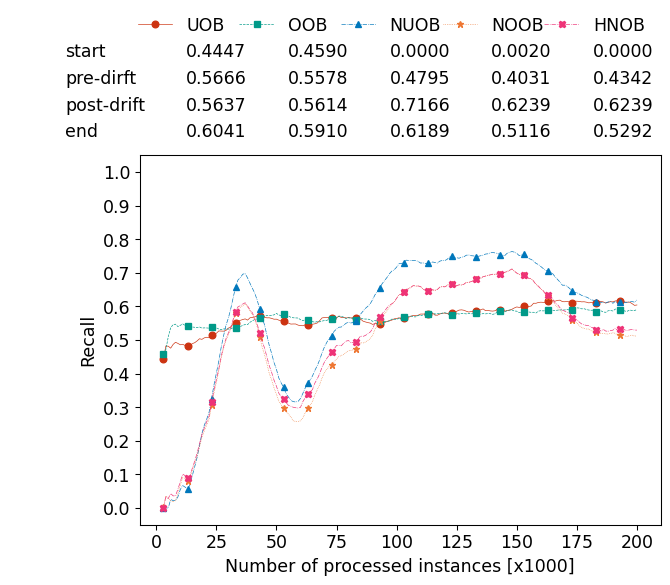 UOB OOB NUOB NOOB HNOB
start 0.4447 0.4590 0.0000 0.0020 0.0000
pre-dirft 0.5666 0.5578 0.4795 0.4031 0.4342
post-drift 0.5637 0.5614 0.7166 0.6239 0.6239
end 0.6041 0.5910 0.6189 0.5116 0.5292
1.0
0.9
0.8
0.7
0.6
0.5
0.4
0.3
0.2
0.1
0.0
Recall
0 25 50 75 100 125 150 175 200
Number of processed instances [x1000]